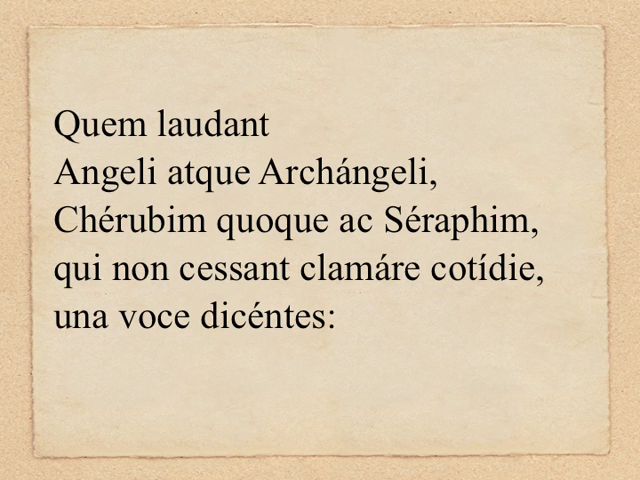 Quem laudant
Angeli atque Archángeli,
Chérubim quoque ac Séraphim,
qui non cessant clamáre cotídie,
una voce dicéntes: